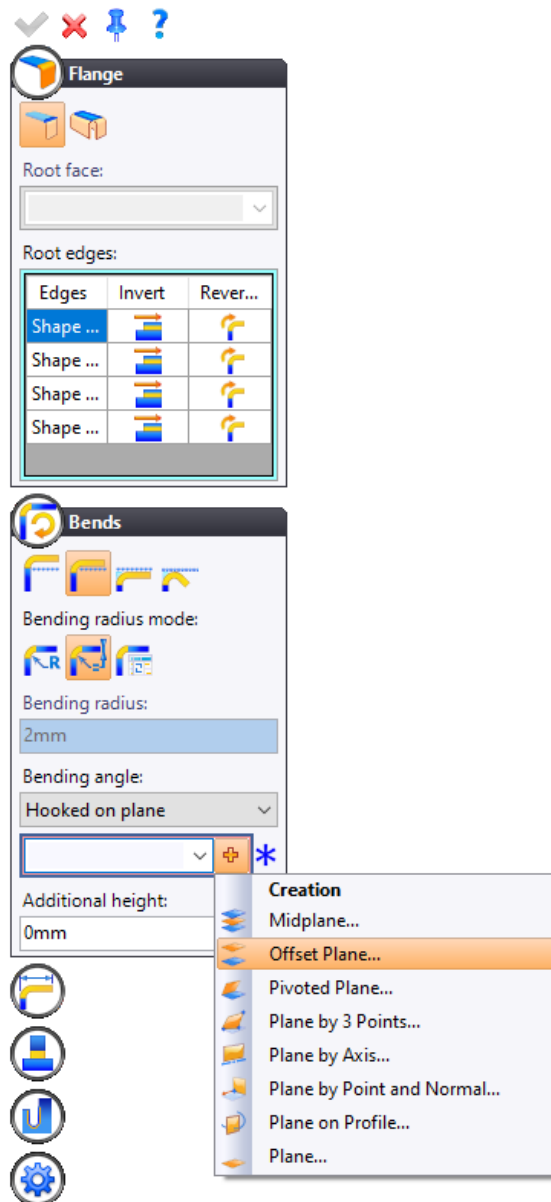 Flange
Root face:
Root edges:
Edges Invert Rever...
Shape ...
Shape ...
Shape ...
Shape ...
Bends
Bending radius mode:
R
Bending radius:
2mm
Bending angle:
Hooked on plane
Additional height:
0mm
Creation
Midplane...
Offset Plane...
Pivoted Plane...
Plane by 3 Points...
Plane by Axis...
Plane by Point and Normal...
Plane on Profile...
Plane...